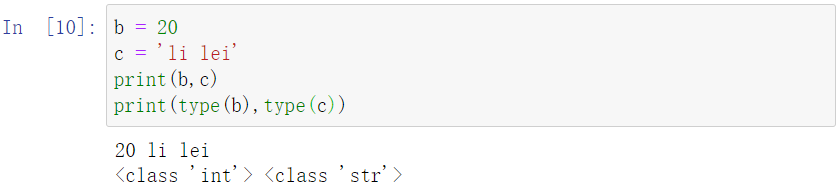 In [10]: b = 20
c = 'li lei'
print(b,c)
print(type(b),type(c))
20 li lei
<class 'int'> <class 'str'>